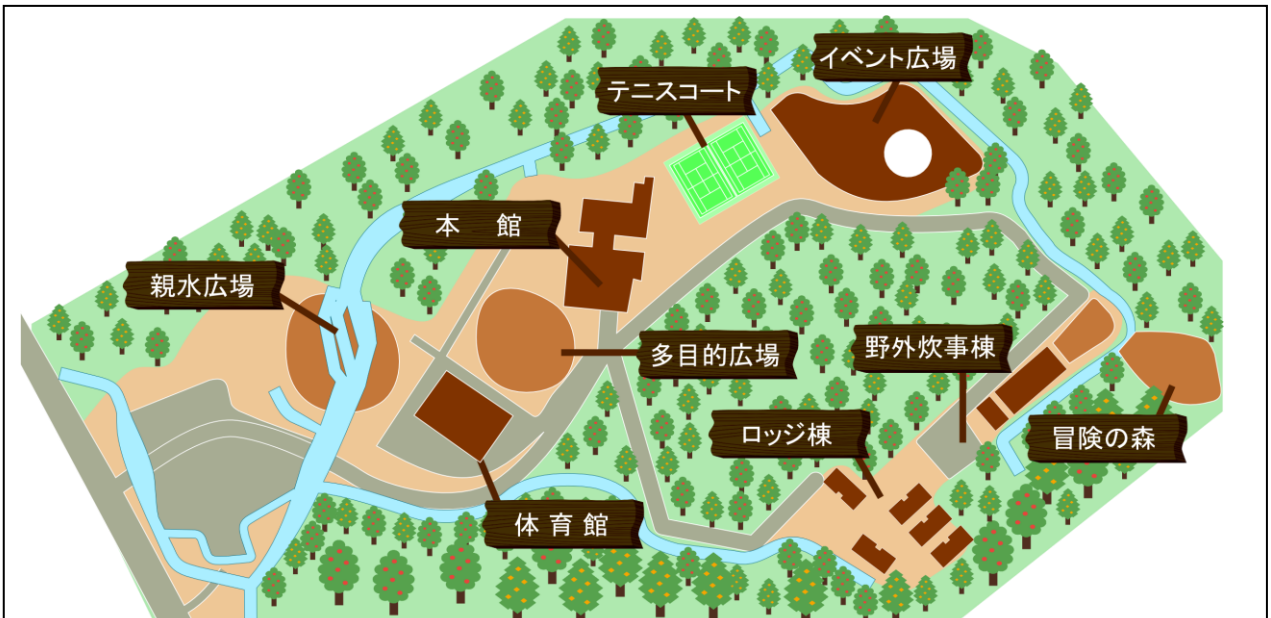 イベント広場
テニスコート
本 館
親水広場
多目的広場
野外炊事棟
ロッジ棟
冒険の森
体 育 館